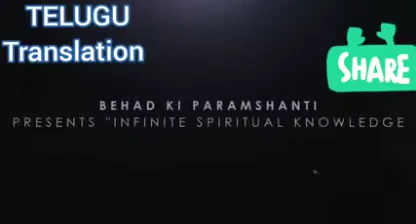 TELUGU
Translation
SHARE
BEHAD KI PARAMSHANTI
PRESENTS "INFINITE SPIRITUAL KNOWLEDGE